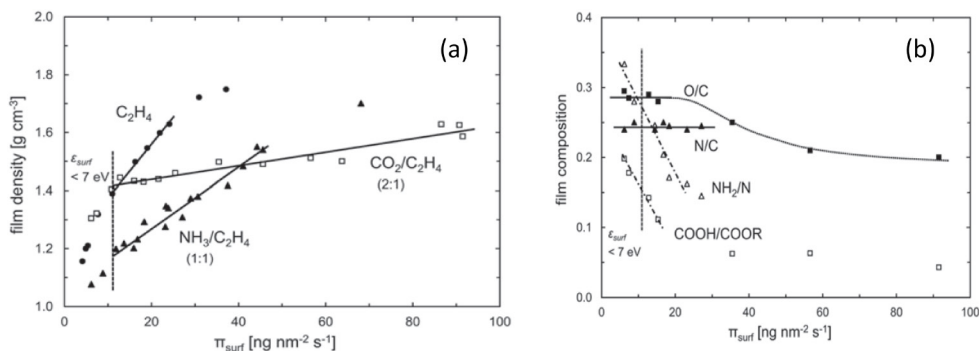 (a)
2.0
1.8
1.6
1.4
1.2
1.0
film density [g cm⁻³]
C₂H₄
εsurf
< 7 eV
CO₂/C₂H₄
(2:1)
NH₃/C₂H₄
(1:1)
0 20 40 60 80 100
πsurf [ng nm⁻² s⁻¹]
(b)
0.4
0.3
0.2
0.1
0.0
film composition
O/C
N/C
NH₂/N
εsurf
< 7 eV
COOH/COOR
0 20 40 60 80 100
πsurf [ng nm⁻² s⁻¹]